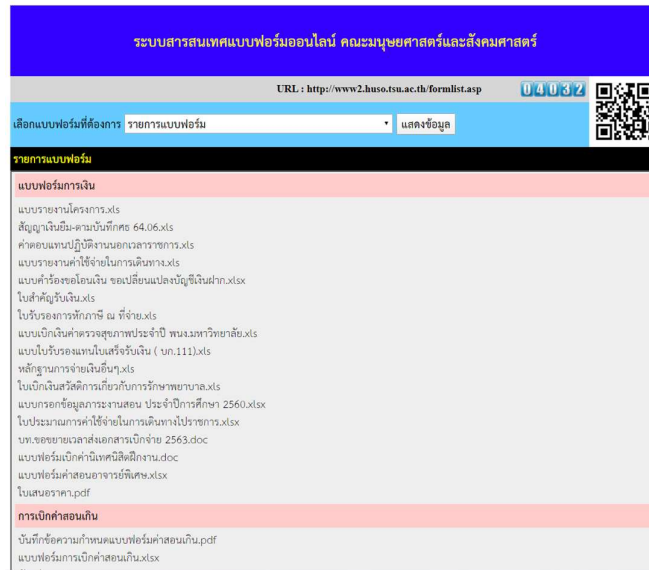 ระบบสารสนเทศแบบฟอร์มออนไลน์ คณะมนุษยศาสตร์และสังคมศาสตร์
URL : http://www2.huso.tsu.ac.th/formlist.asp 04032
เลือกแบบฟอร์มที่ต้องการ รายการแบบฟอร์ม แสดงข้อมูล
รายการแบบฟอร์ม
แบบฟอร์มการเงิน
แบบรายงานโครงการ.xls
สัญญาเงินยืม-ตามบันทึกศธ 64.06.xls
ค่าตอบแทนปฏิบัติงานนอกเวลาราชการ.xls
แบบรายงานค่าใช้จ่ายในการเดินทาง.xls
แบบคำร้องขอโอนเงิน ขอเปลี่ยนแปลงบัญชีเงินฝาก.xlsx
ใบสำคัญรับเงิน.xls
ใบรับรองการหักภาษี ณ ที่จ่าย.xls
แบบเบิกเงินค่าตรวจสุขภาพประจำปี พนง.มหาวิทยาลัย.xls
แบบใบรับรองแทนใบเสร็จรับเงิน ( บก.111).xls
หลักฐานการจ่ายเงินอื่นๆ.xls
ใบเบิกเงินสวัสดิการเกี่ยวกับการรักษาพยาบาล.xls
แบบกรอกข้อมูลภาระงานสอน ประจำปีการศึกษา 2560.xlsx
ใบประมาณการค่าใช้จ่ายในการเดินทางไปราชการ.xlsx
บท.ขอขยายเวลาส่งเอกสารเบิกจ่าย 2563.doc
แบบฟอร์มเบิกค่านิเทศนิสิตฝึกงาน.doc
แบบฟอร์มค่าสอนอาจารย์พิเศษ.xlsx
ใบเสนอราคา.pdf
การเบิกค่าสอนเกิน
บันทึกข้อความกำหนดแบบฟอร์มค่าสอนเกิน.pdf
แบบฟอร์มการเบิกค่าสอนเกิน.xlsx